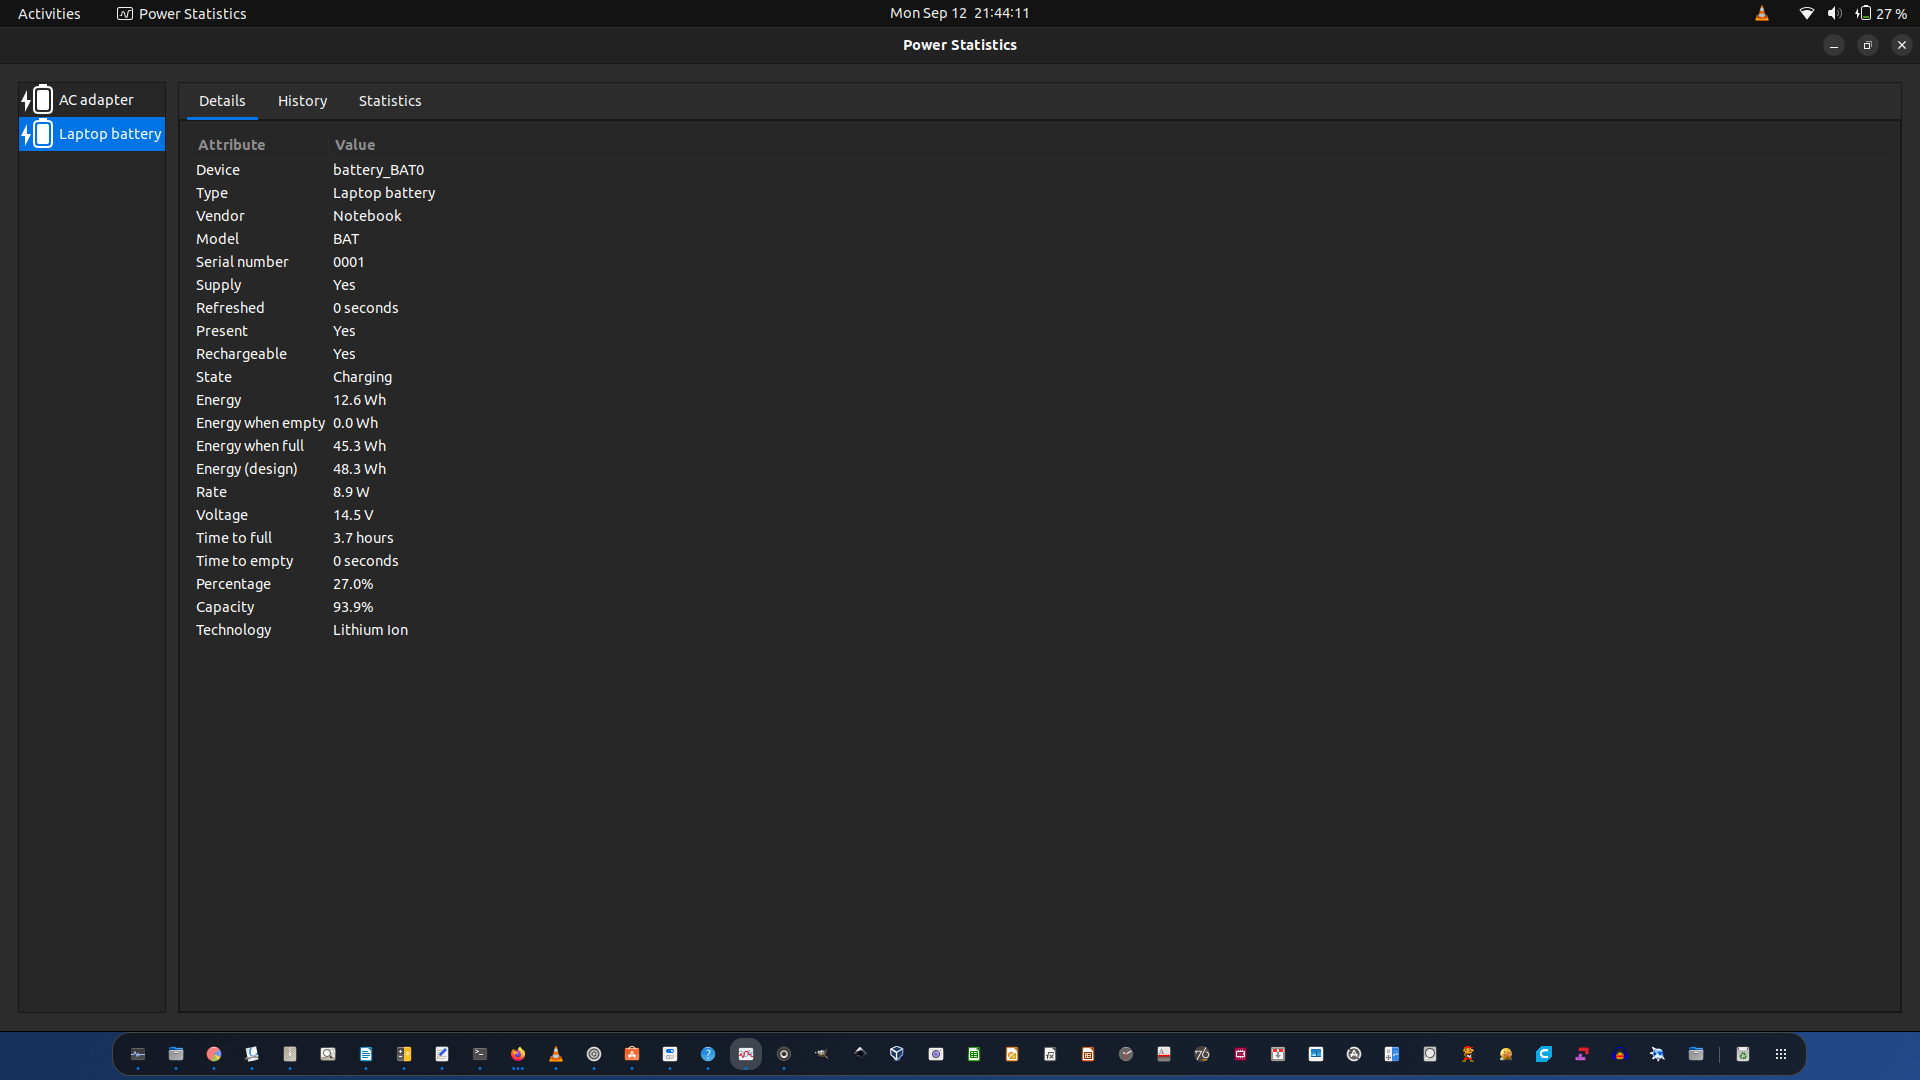 Activities Power Statistics Mon Sep 12 21:44:11 27 %
Power Statistics
AC adapter
Laptop battery
Details History Statistics
Attribute Value
Device battery_BAT0
Type Laptop battery
Vendor Notebook
Model BAT
Serial number 0001
Supply Yes
Refreshed 0 seconds
Present Yes
Rechargeable Yes
State Charging
Energy 12.6 Wh
Energy when empty 0.0 Wh
Energy when full 45.3 Wh
Energy (design) 48.3 Wh
Rate 8.9 W
Voltage 14.5 V
Time to full 3.7 hours
Time to empty 0 seconds
Percentage 27.0%
Capacity 93.9%
Technology Lithium Ion